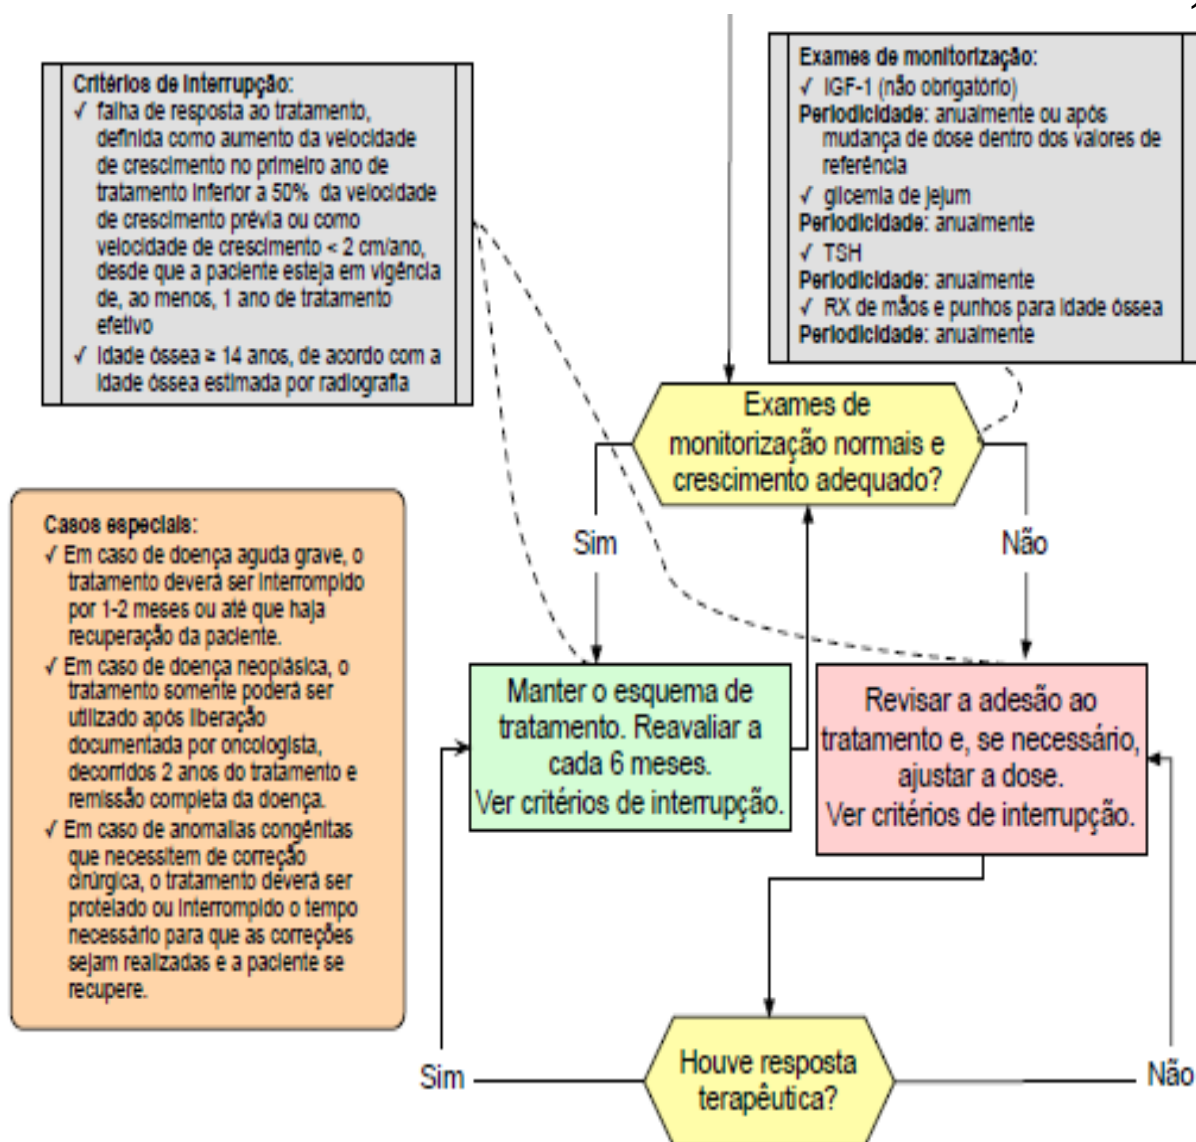 Critérios de Interrupção:
✓ falha de resposta ao tratamento,
definida como aumento da velocidade
de crescimento no primeiro ano de
tratamento inferior a 50% da velocidade
de crescimento prévia ou como
velocidade de crescimento < 2 cm/ano,
desde que a paciente esteja em vigência
de, ao menos, 1 ano de tratamento
efetivo
✓ Idade óssea ≥ 14 anos, de acordo com a
idade óssea estimada por radiografia
Exames de monitorização:
✓ IGF-1 (não obrigatório)
Periodicidade: anualmente ou após
mudança de dose dentro dos valores de
referência
✓ glicemia de jejum
Periodicidade: anualmente
✓ TSH
Periodicidade: anualmente
✓ RX de mãos e punhos para idade óssea
Periodicidade: anualmente
Exames de
monitorização normais e
crescimento adequado?
Sim
Não
Casos especiais:
✓ Em caso de doença aguda grave, o
tratamento deverá ser interrompido
por 1-2 meses ou até que haja
recuperação da paciente.
✓ Em caso de doença neoplásica, o
tratamento somente poderá ser
utilizado após liberação
documentada por oncologista,
decorridos 2 anos do tratamento e
remissão completa da doença.
✓ Em caso de anomalias congênitas
que necessitem de correção
cirúrgica, o tratamento deverá ser
protelado ou interrompido o tempo
necessário para que as correções
sejam realizadas e a paciente se
recupere.
Manter o esquema de
tratamento. Reavaliar a
cada 6 meses.
Ver critérios de interrupção.
Revisar a adesão ao
tratamento e, se necessário,
ajustar a dose.
Ver critérios de interrupção.
Sim
Houve resposta
terapêutica?
Não